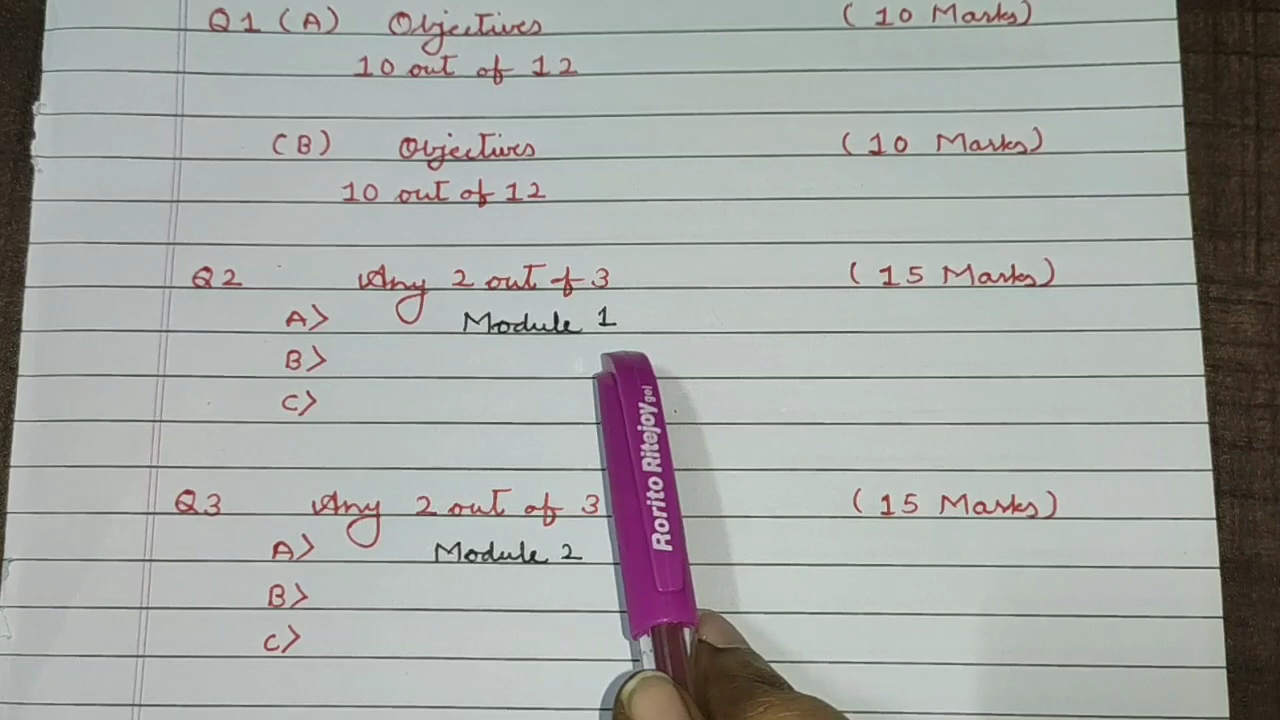 Q1 (A) Objectives (10 Marks)
10 out of 12
(B) Objectives (10 Marks)
10 out of 12
Q2 Any 2 out of 3 (15 Marks)
A> Module 1
B>
C>
Q3 Any 2 out of 3 (15 Marks)
A> Module 2
B>
C>
Rorito Ritejoy gel